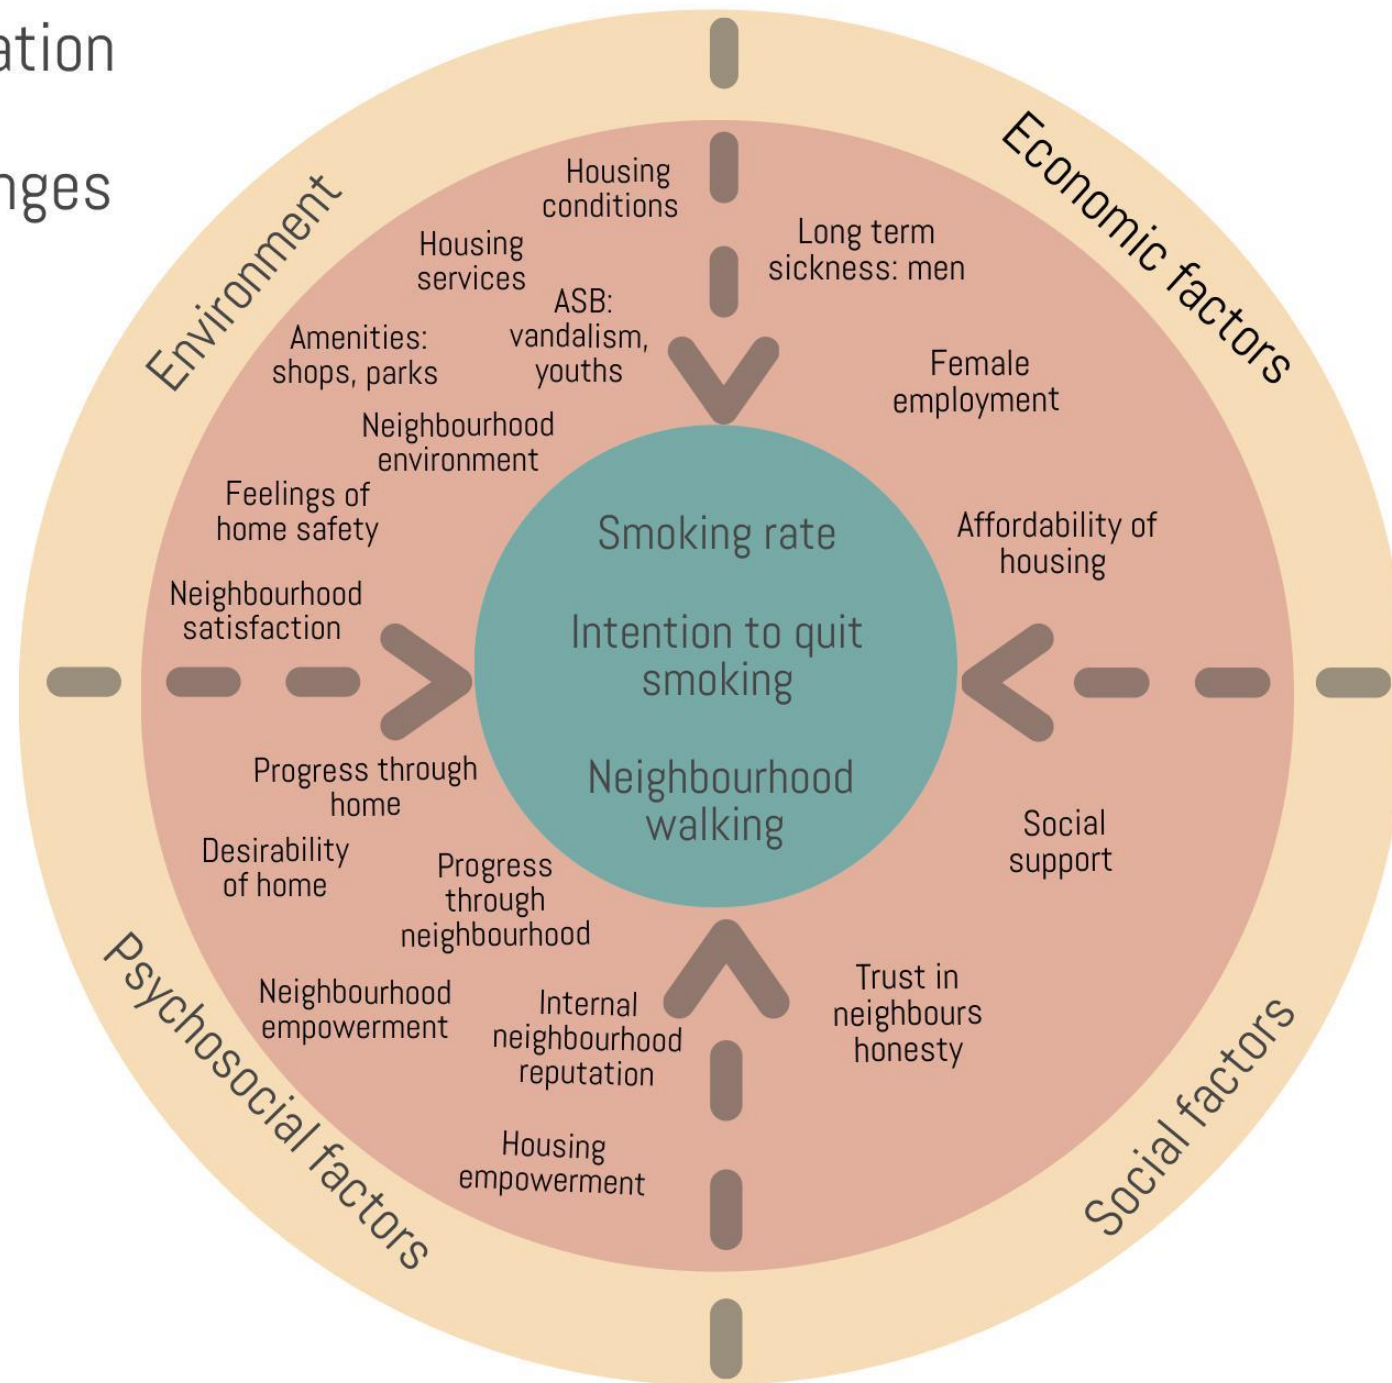 ation
nges
Environment
Housing
conditions
Housing
services
ASB:
vandalism,
youths
Amenities:
shops, parks
Neighbourhood
environment
Feelings of
home safety
Neighbourhood
satisfaction
Economic factors
Long term
sickness: men
Female
employment
Affordability of
housing
Smoking rate
Intention to quit
smoking
Neighbourhood
walking
Psychosocial factors
Progress through
home
Desirability
of home
Progress
through
neighbourhood
Neighbourhood
empowerment
Internal
neighbourhood
reputation
Housing
empowerment
Social factors
Social
support
Trust in
neighbours
honesty